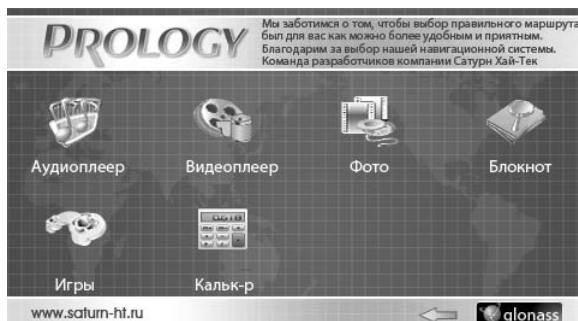 PROLOGY
Мы заботимся о том, чтобы выбор правильного маршрута
был для вас как можно более удобным и приятным.
Благодарим за выбор нашей навигационной системы.
Команда разработчиков компании Сатурн Хай-Тек
Аудиоплеер Видеоплеер Фото Блокнот
Игры Кальк-р
www.saturn-ht.ru glonass